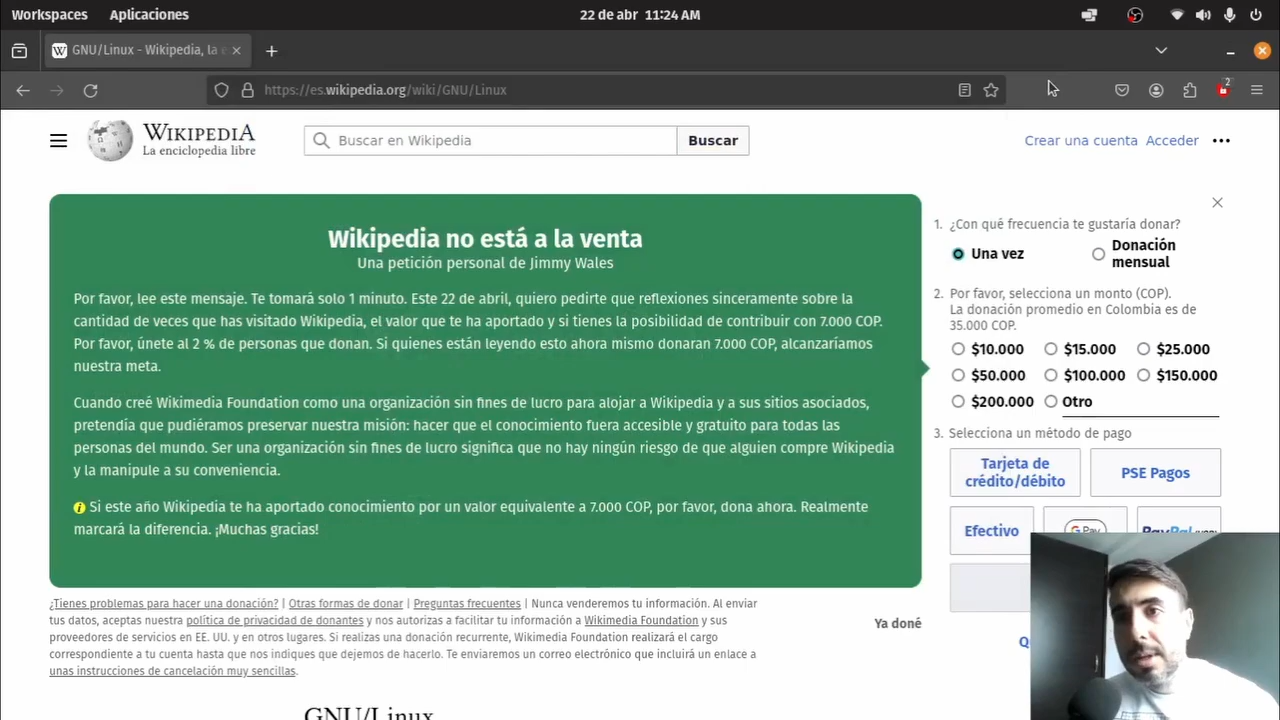 Workspaces Aplicaciones 22 de abr 11:24 AM
GNU/Linux - Wikipedia, la e
https://es.wikipedia.org/wiki/GNU/Linux
2
WIKIPEDIA
La enciclopedia libre
Buscar en Wikipedia Buscar
Crear una cuenta Acceder
Wikipedia no está a la venta
Una petición personal de Jimmy Wales
Por favor, lee este mensaje. Te tomará solo 1 minuto. Este 22 de abril, quiero pedirte que reflexiones sinceramente sobre la
cantidad de veces que has visitado Wikipedia, el valor que te ha aportado y si tienes la posibilidad de contribuir con 7.000 COP.
Por favor, únete al 2 % de personas que donan. Si quienes están leyendo esto ahora mismo donaran 7.000 COP, alcanzaríamos
nuestra meta.
Cuando creé Wikimedia Foundation como una organización sin fines de lucro para alojar a Wikipedia y a sus sitios asociados,
pretendía que pudiéramos preservar nuestra misión: hacer que el conocimiento fuera accesible y gratuito para todas las
personas del mundo. Ser una organización sin fines de lucro significa que no hay ningún riesgo de que alguien compre Wikipedia
y la manipule a su conveniencia.
i Si este año Wikipedia te ha aportado conocimiento por un valor equivalente a 7.000 COP, por favor, dona ahora. Realmente
marcará la diferencia. ¡Muchas gracias!
1. ¿Con qué frecuencia te gustaría donar?
Una vez
Donación
mensual
2. Por favor, selecciona un monto (COP).
La donación promedio en Colombia es de
35.000 COP.
$10.000 $15.000 $25.000
$50.000 $100.000 $150.000
$200.000 Otro
3. Selecciona un método de pago
Tarjeta de
crédito/débito
PSE Pagos
Efectivo
G Pay
PayPal
¿Tienes problemas para hacer una donación? | Otras formas de donar | Preguntas frecuentes | Nunca venderemos tu información. Al enviar
tus datos, aceptas nuestra política de privacidad de donantes y nos autorizas a facilitar tu información a Wikimedia Foundation y sus
proveedores de servicios en EE. UU. y en otros lugares. Si realizas una donación recurrente, Wikimedia Foundation realizará el cargo
correspondiente a tu cuenta hasta que nos indiques que dejemos de hacerlo. Te enviaremos un correo electrónico que incluirá un enlace a
unas instrucciones de cancelación muy sencillas.
Ya doné
GNU/Linux